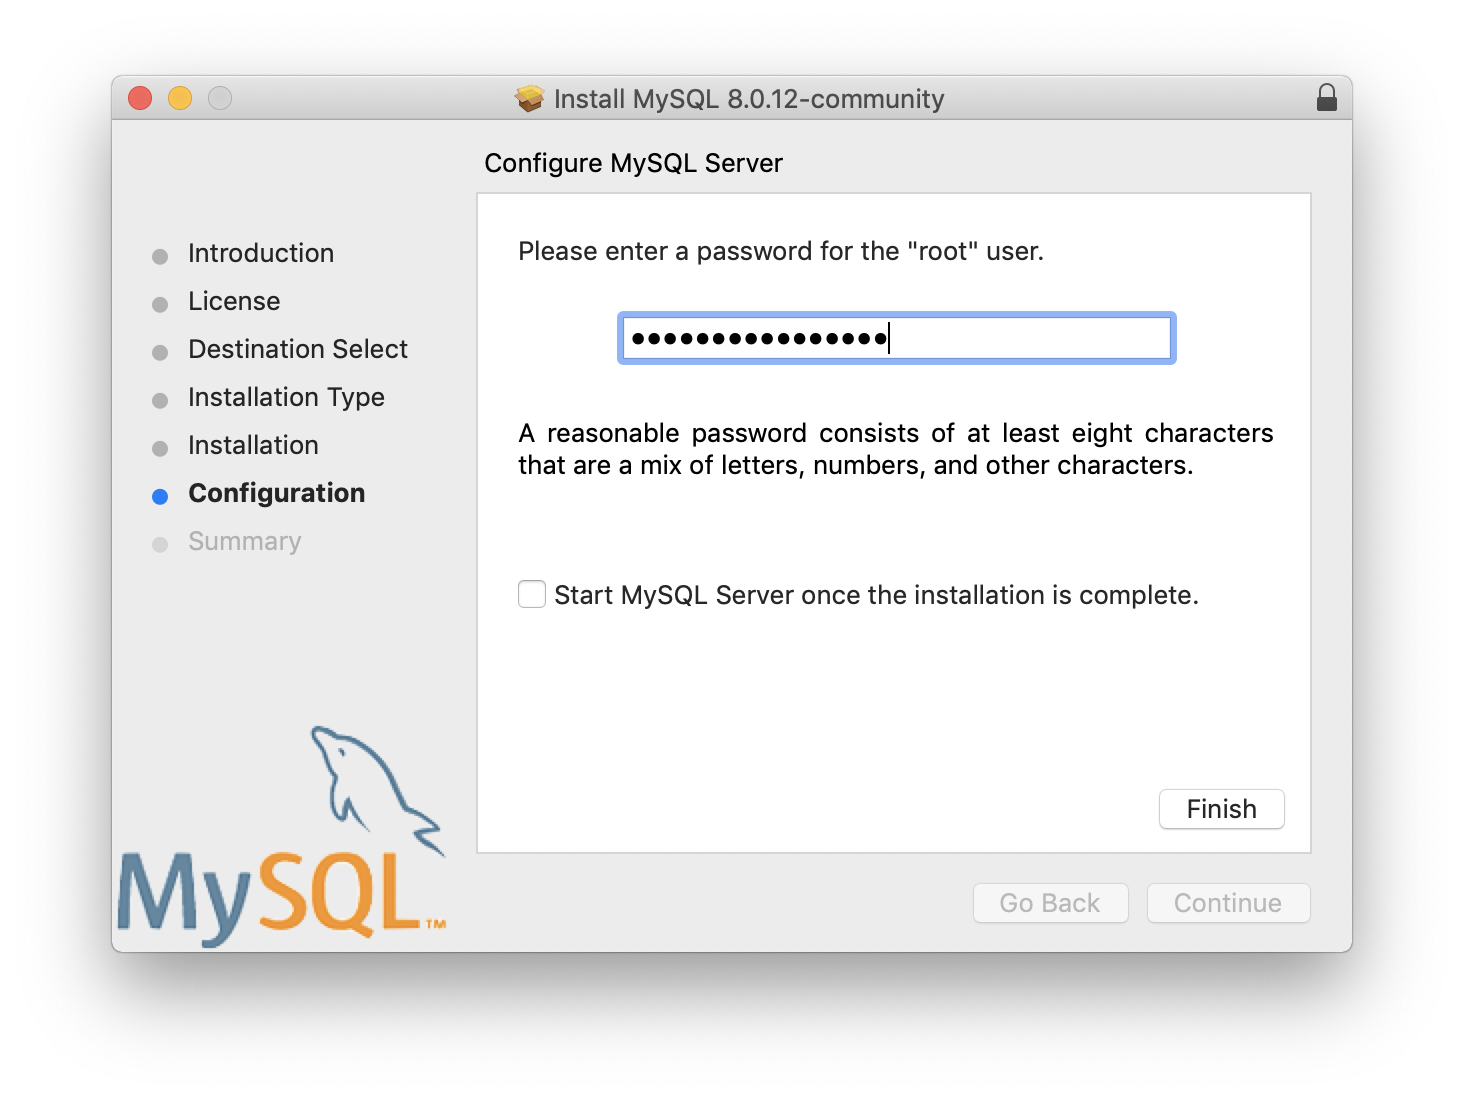 Install MySQL 8.0.12-community
Configure MySQL Server
Introduction
License
Destination Select
Installation Type
Installation
Configuration
Summary
Please enter a password for the "root" user.
••••••••••••••••
A reasonable password consists of at least eight characters
that are a mix of letters, numbers, and other characters.
Start MySQL Server once the installation is complete.
Finish
MySQL™
Go Back
Continue